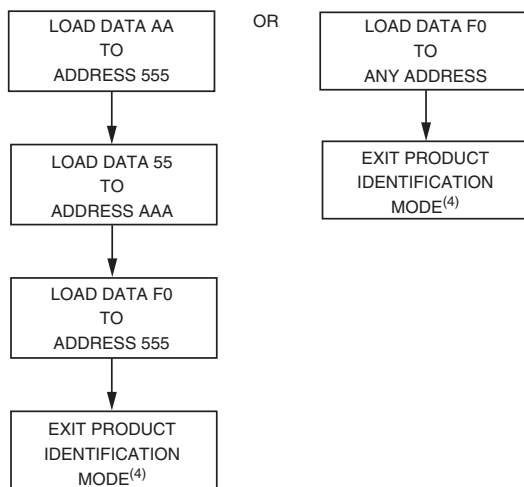 LOAD DATA AA
TO
ADDRESS 555
LOAD DATA 55
TO
ADDRESS AAA
LOAD DATA F0
TO
ADDRESS 555
EXIT PRODUCT
IDENTIFICATION
MODE(4)
OR
LOAD DATA F0
TO
ANY ADDRESS
EXIT PRODUCT
IDENTIFICATION
MODE(4)